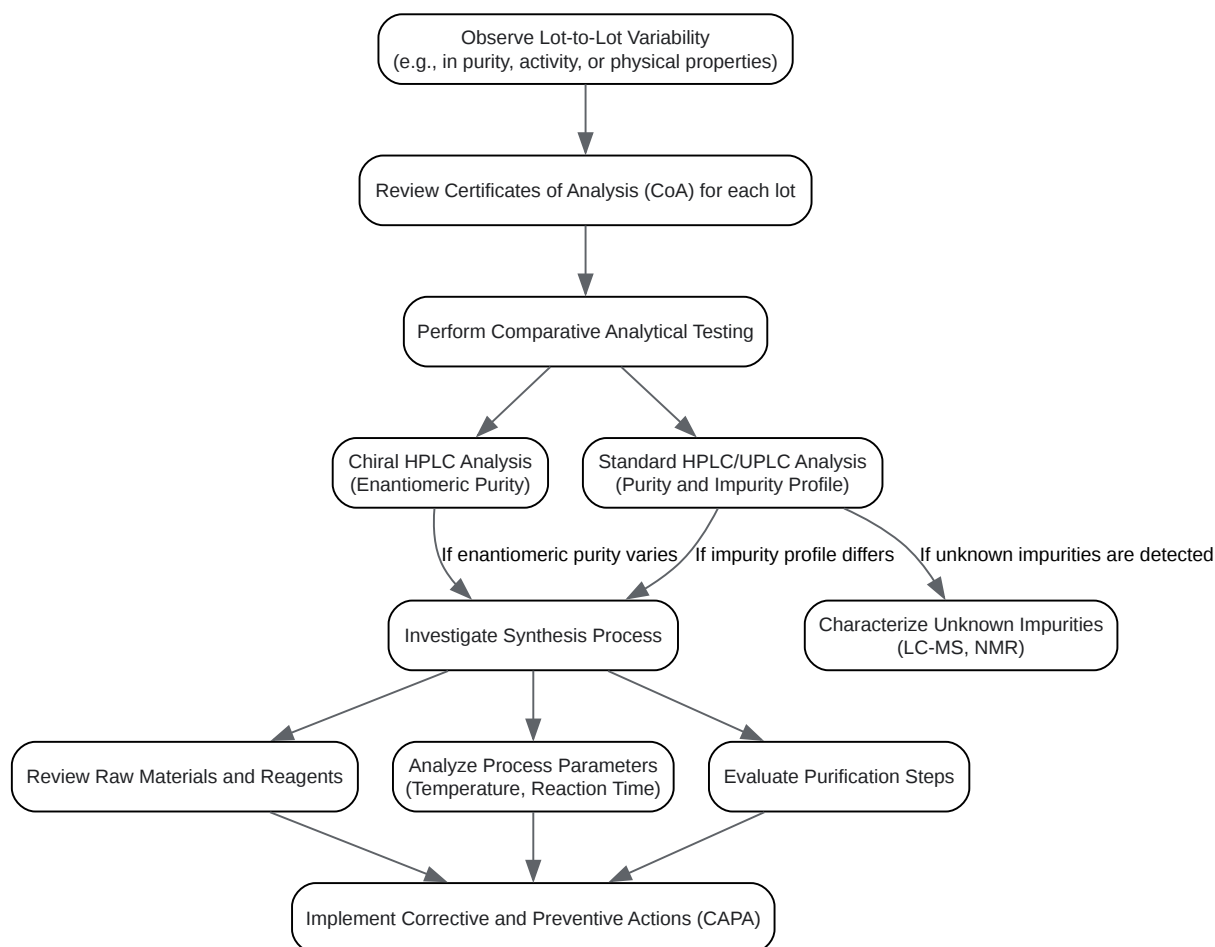 Observe Lot-to-Lot Variability
(e.g., in purity, activity, or physical properties)
Review Certificates of Analysis (CoA) for each lot
Perform Comparative Analytical Testing
Chiral HPLC Analysis
(Enantiomeric Purity)
Standard HPLC/UPLC Analysis
(Purity and Impurity Profile)
If enantiomeric purity varies
If impurity profile differs
If unknown impurities are detected
Investigate Synthesis Process
Characterize Unknown Impurities
(LC-MS, NMR)
Review Raw Materials and Reagents
Analyze Process Parameters
(Temperature, Reaction Time)
Evaluate Purification Steps
Implement Corrective and Preventive Actions (CAPA)